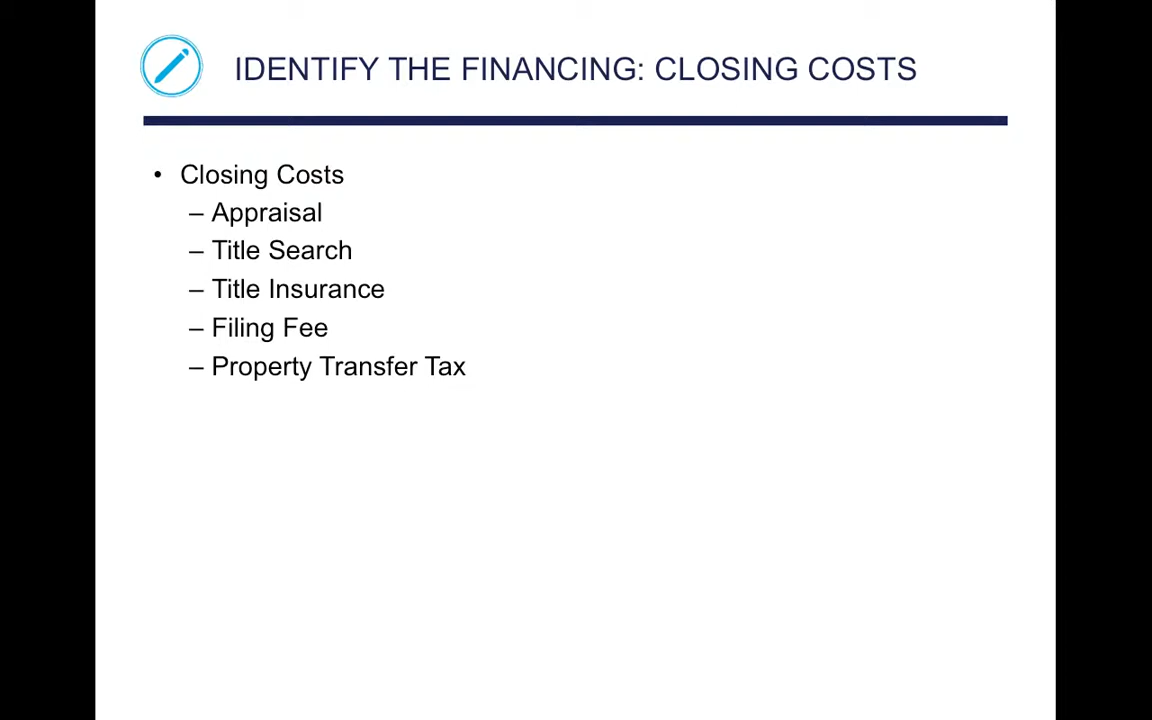 IDENTIFY THE FINANCING: CLOSING COSTS
• Closing Costs
– Appraisal
– Title Search
– Title Insurance
– Filing Fee
– Property Transfer Tax